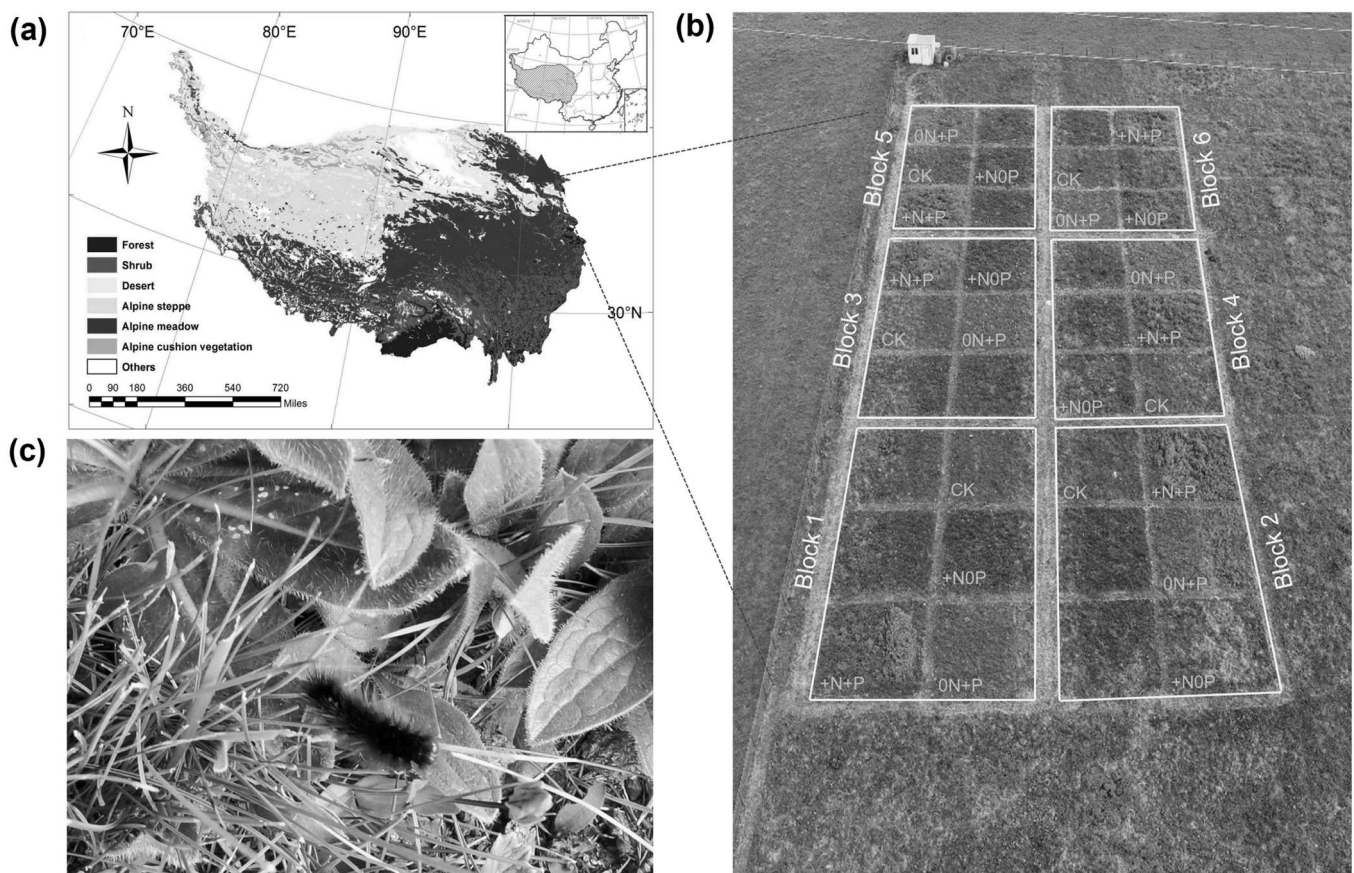 (a)
70°E
80°E
90°E
N
30°N
Forest
Shrub
Desert
Alpine steppe
Alpine meadow
Alpine cushion vegetation
Others
0 90 180 360 540 720
Miles
(b)
Block 5
0N+P
CK
+N0P
+N+P
Block 6
+N+P
0N+P
+N0P
Block 3
+N+P
+N0P
CK
0N+P
Block 4
0N+P
+N+P
+N0P
CK
Block 1
CK
+N0P
+N+P
0N+P
Block 2
CK
+N+P
0N+P
+N0P
(c)